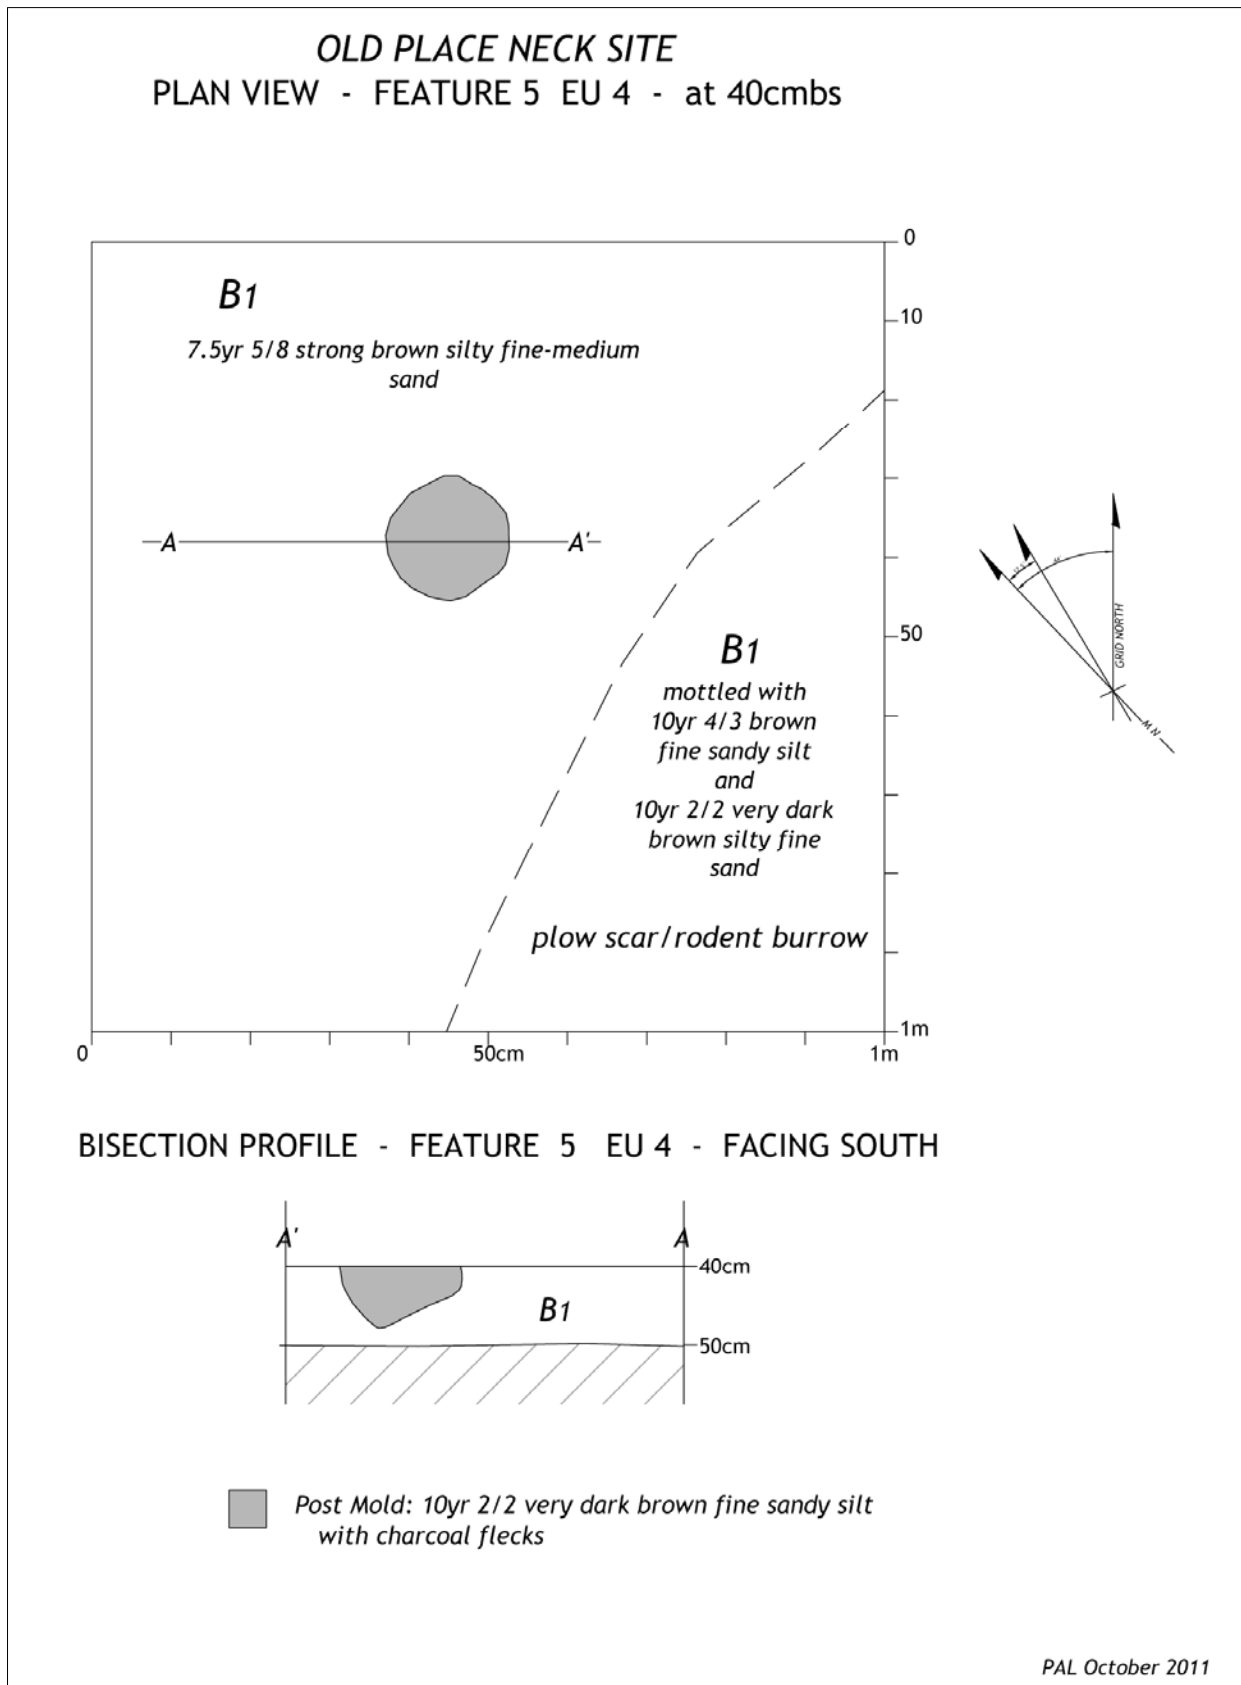 OLD PLACE NECK SITE
PLAN VIEW - FEATURE 5 EU 4 - at 40cmbs
0
B1
10
7.5yr 5/8 strong brown silty fine-medium
sand
A
A'
50
B1
mottled with
10yr 4/3 brown
fine sandy silt
and
10yr 2/2 very dark
brown silty fine
sand
plow scar/rodent burrow
GRID NORTH
M N
1m
0
50cm
1m
BISECTION PROFILE - FEATURE 5 EU 4 - FACING SOUTH
A'
A
40cm
B1
50cm
Post Mold: 10yr 2/2 very dark brown fine sandy silt
with charcoal flecks
PAL October 2011